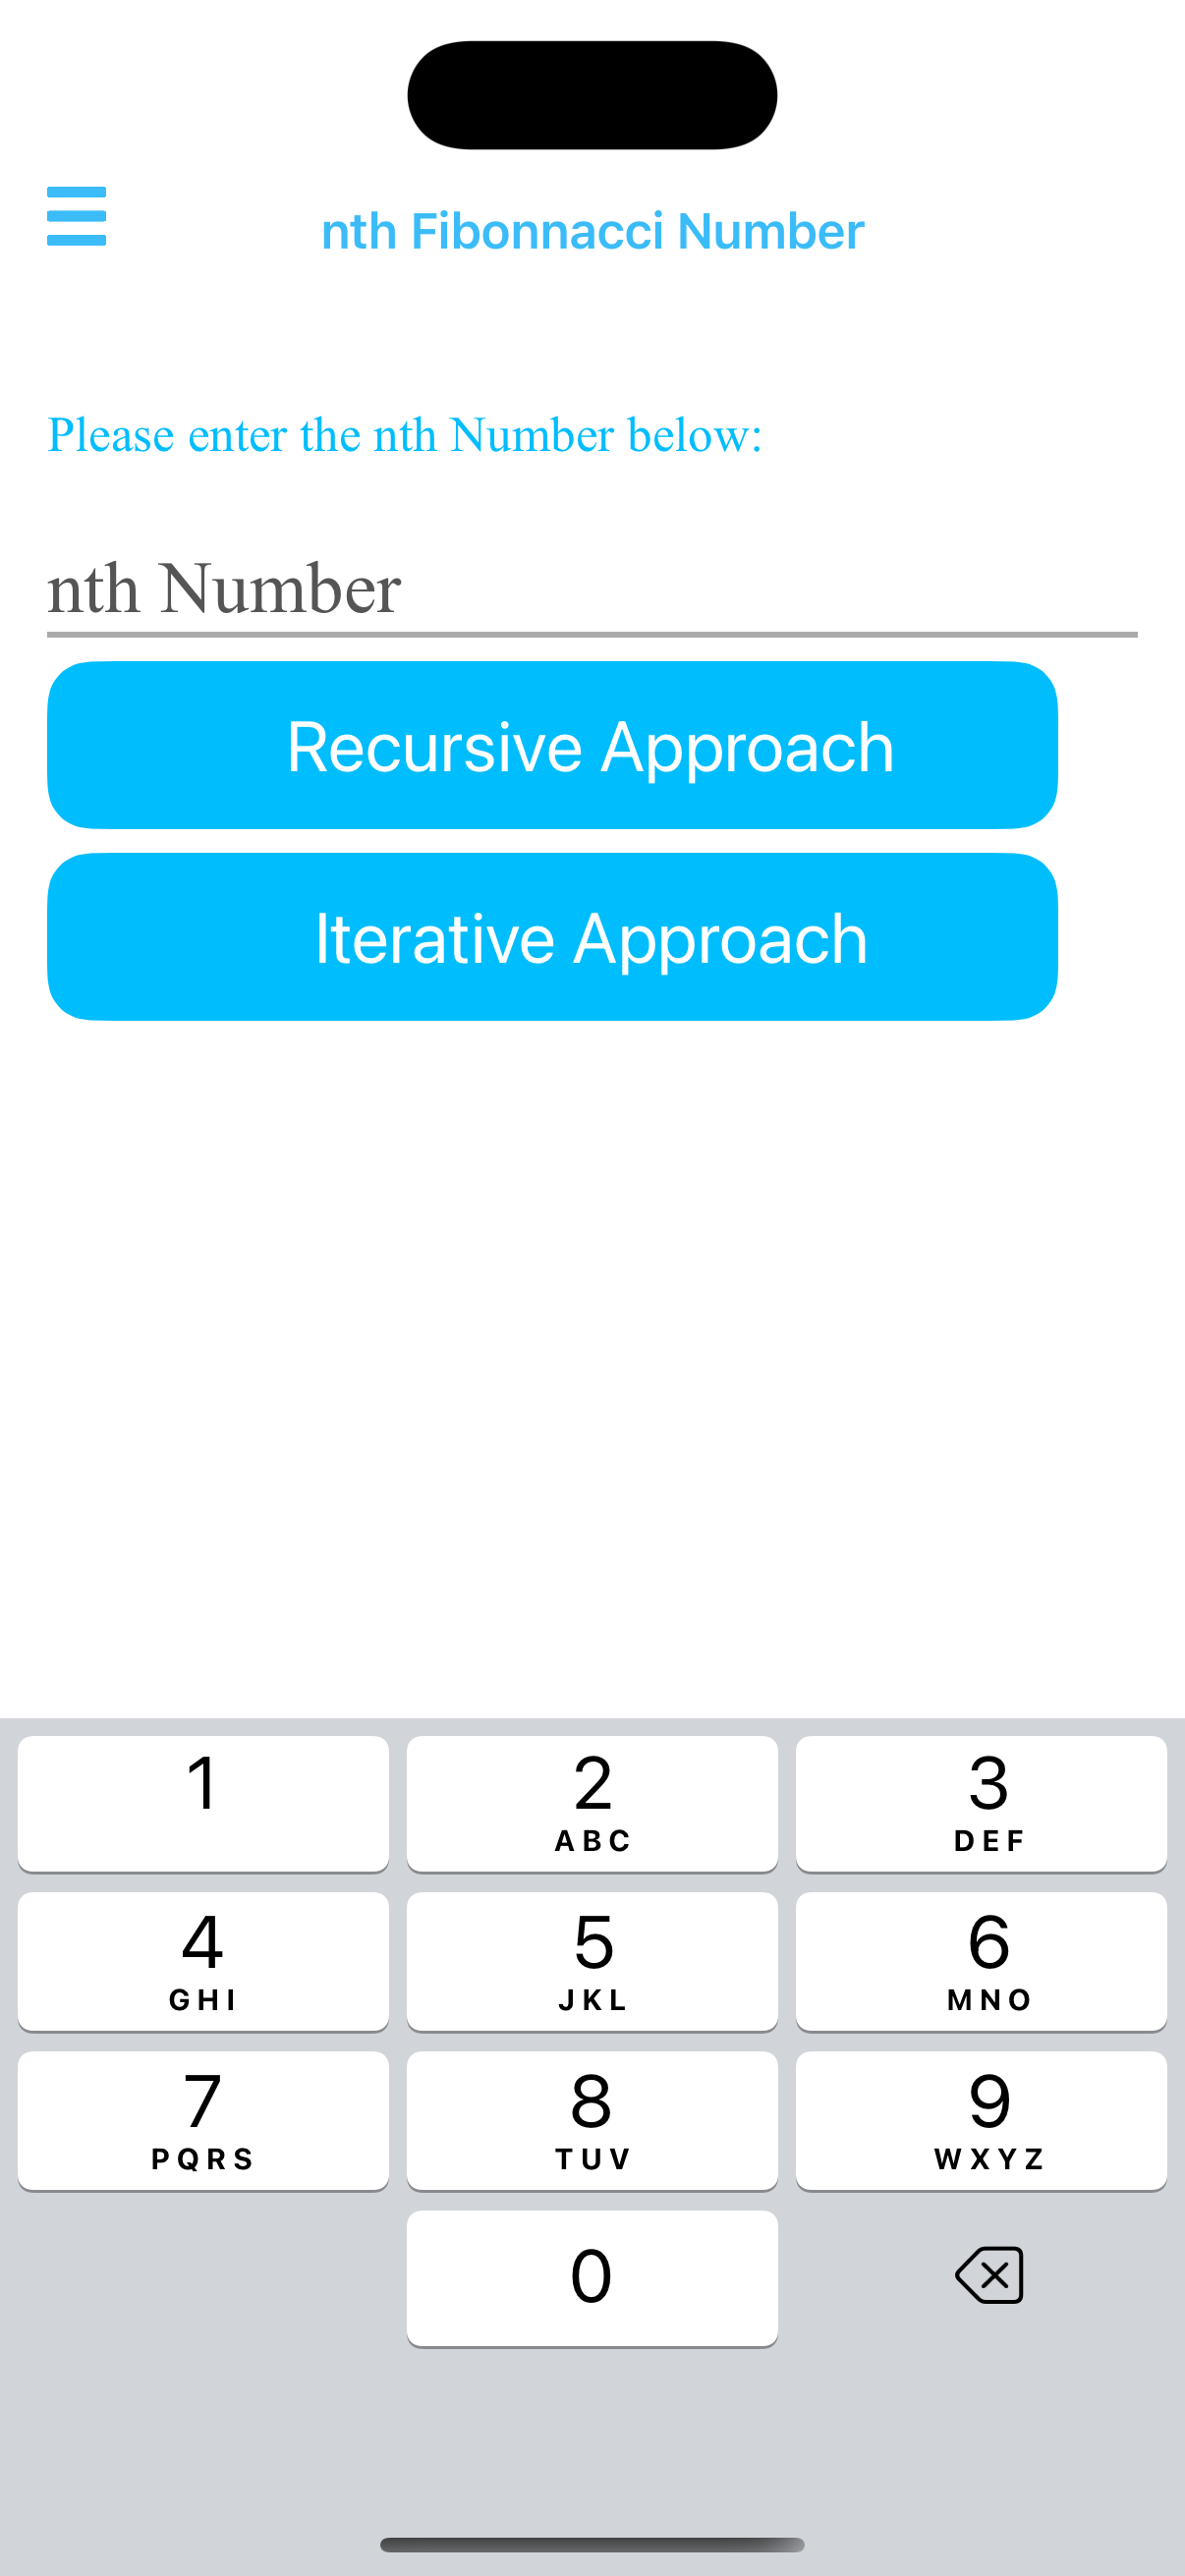 nth Fibonnacci Number
Please enter the nth Number below:
nth Number
Recursive Approach
Iterative Approach
1 2 3
ABC DEF
4 5 6
GHI JKL MNO
7 8 9
PQRS TUV WXYZ
0